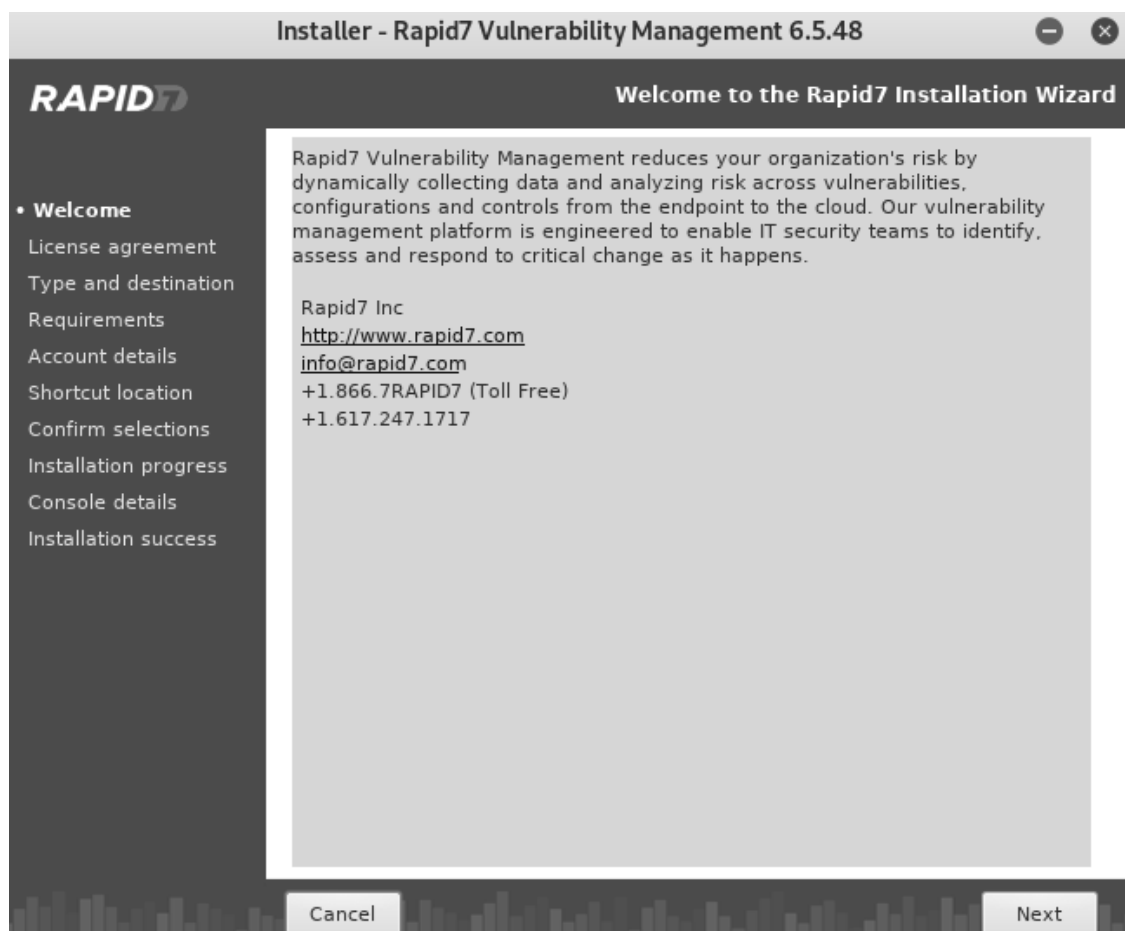 Installer - Rapid7 Vulnerability Management 6.5.48
RAPID7
Welcome to the Rapid7 Installation Wizard
• Welcome
License agreement
Type and destination
Requirements
Account details
Shortcut location
Confirm selections
Installation progress
Console details
Installation success
Rapid7 Vulnerability Management reduces your organization's risk by
dynamically collecting data and analyzing risk across vulnerabilities,
configurations and controls from the endpoint to the cloud. Our vulnerability
management platform is engineered to enable IT security teams to identify,
assess and respond to critical change as it happens.
Rapid7 Inc
http://www.rapid7.com
info@rapid7.com
+1.866.7RAPID7 (Toll Free)
+1.617.247.1717
Cancel
Next